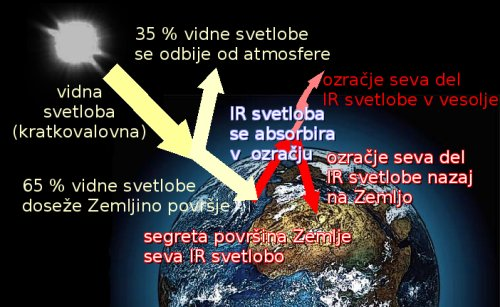 35 % vidne svetlobe
se odbije od atmosfere
vidna
svetloba
(kratkovalovna)
ozračje seva del
IR svetlobe v vesolje
IR svetloba
se absorbira
v ozračju
ozračje seva del
IR svetlobe nazaj
na Zemljo
65 % vidne svetlobe
doseže Zemljino površje
segreta površina Zemlje
seva IR svetlobo